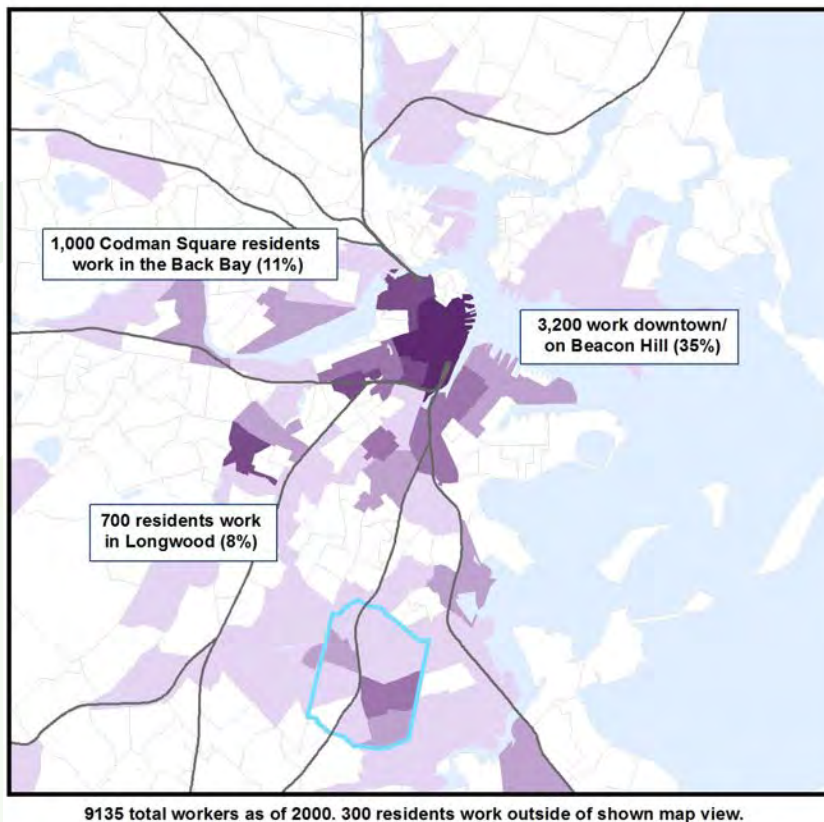 1,000 Codman Square residents
work in the Back Bay (11%)
3,200 work downtown/
on Beacon Hill (35%)
700 residents work
in Longwood (8%)
9135 total workers as of 2000. 300 residents work outside of shown map view.